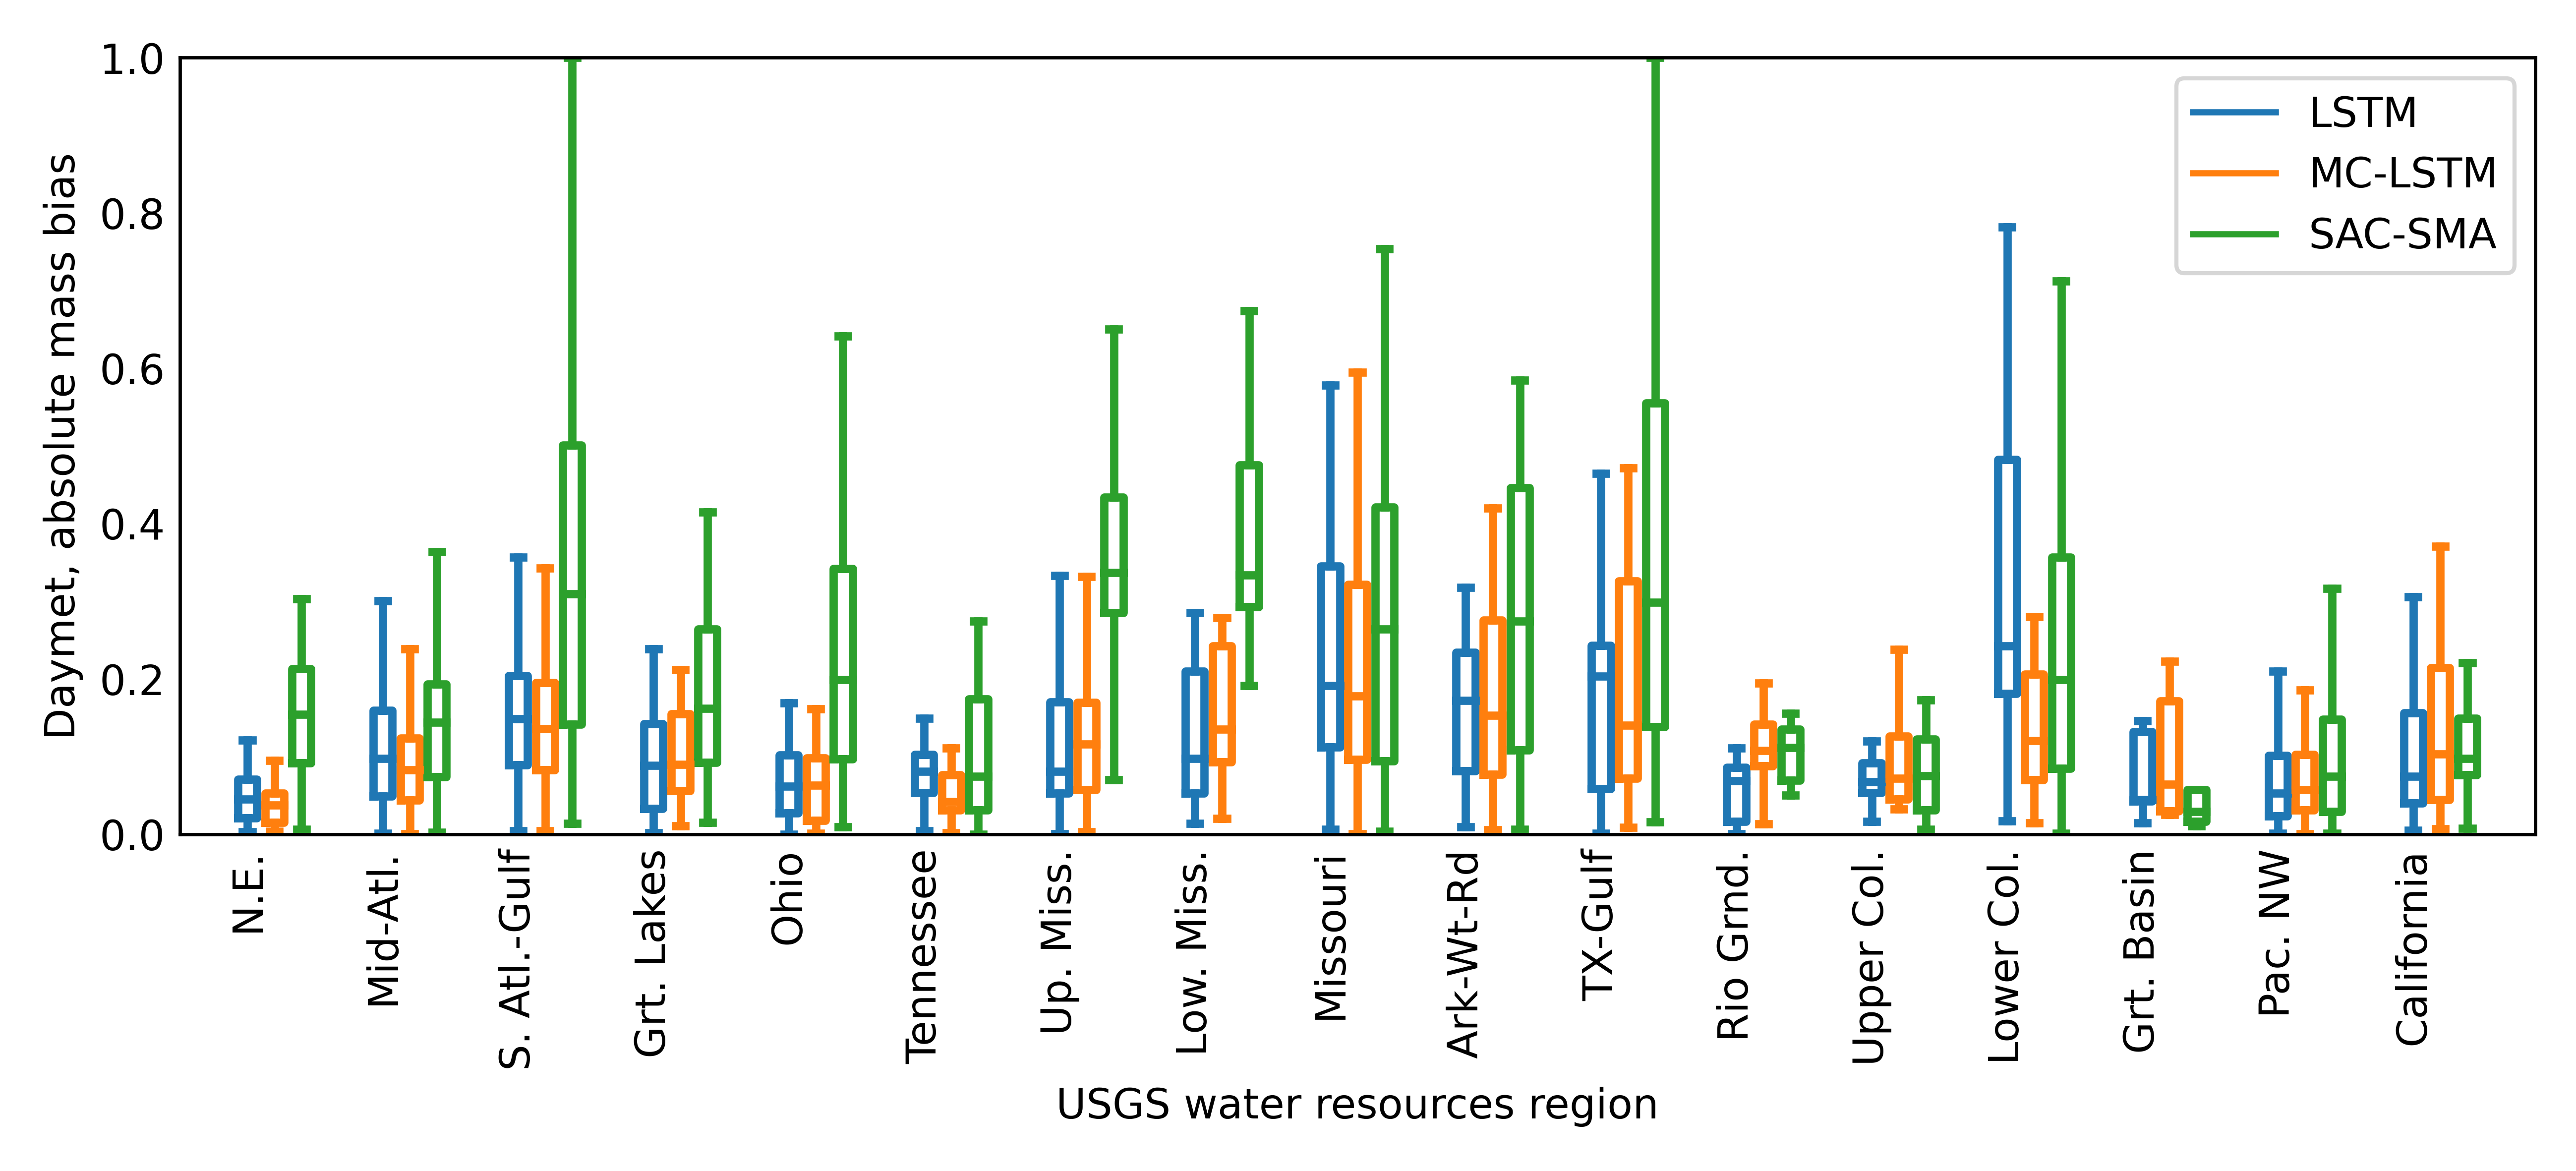 Daymet, absolute mass bias
1.0
0.8
0.6
0.4
0.2
0.0
LSTM
MC-LSTM
SAC-SMA
N.E.
Mid-Atl.
S. Atl.-Gulf
Grt. Lakes
Ohio
Tennessee
Up. Miss.
Low. Miss.
Missouri
Ark-Wt-Rd
TX-Gulf
Rio Grnd.
Upper Col.
Lower Col.
Grt. Basin
Pac. NW
California
USGS water resources region